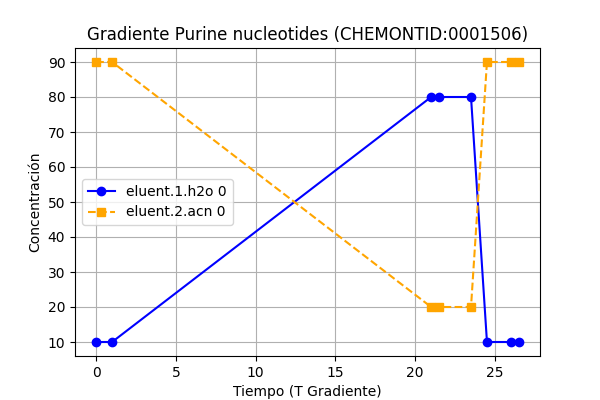 Gradiente Purine nucleotides (CHEMONTID:0001506)
90
80
70
60
50
40
30
20
10
Concentración
eluent.1.h2o 0
eluent.2.acn 0
0 5 10 15 20 25
Tiempo (T Gradiente)